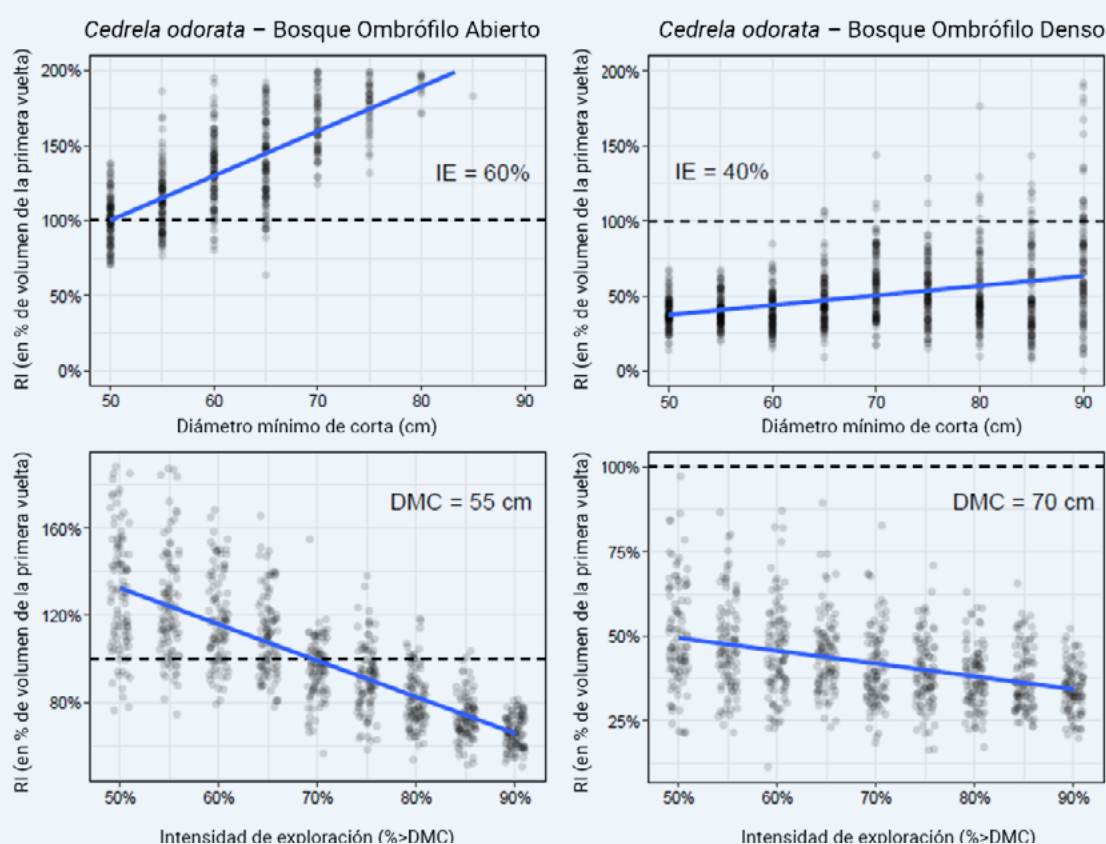 Cedrela odorata – Bosque Ombrófilo Abierto
RI (en % de volumen de la primera vuelta)
200%
150%
100%
50%
0%
IE = 60%
50 60 70 80 90
Diámetro mínimo de corta (cm)
Cedrela odorata – Bosque Ombrófilo Denso
RI (en % de volumen de la primera vuelta)
200%
150%
100%
50%
0%
IE = 40%
50 60 70 80 90
Diámetro mínimo de corta (cm)
RI (en % de volumen de la primera vuelta)
160%
120%
80%
DMC = 55 cm
50% 60% 70% 80% 90%
Intensidad de exploración (%>DMC)
RI (en % de volumen de la primera vuelta)
100%
75%
50%
25%
DMC = 70 cm
50% 60% 70% 80% 90%
Intensidad de exploración (%>DMC)